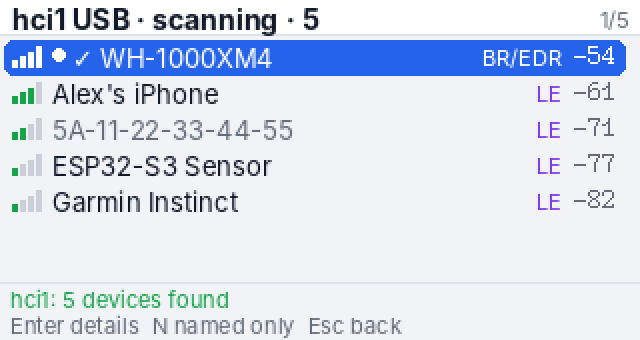 hci1 USB · scanning · 5 1/5
● ✓ WH-1000XM4 BR/EDR −54
Alex's iPhone LE −61
5A-11-22-33-44-55 LE −71
ESP32-S3 Sensor LE −77
Garmin Instinct LE −82
hci1: 5 devices found
Enter details N named only Esc back